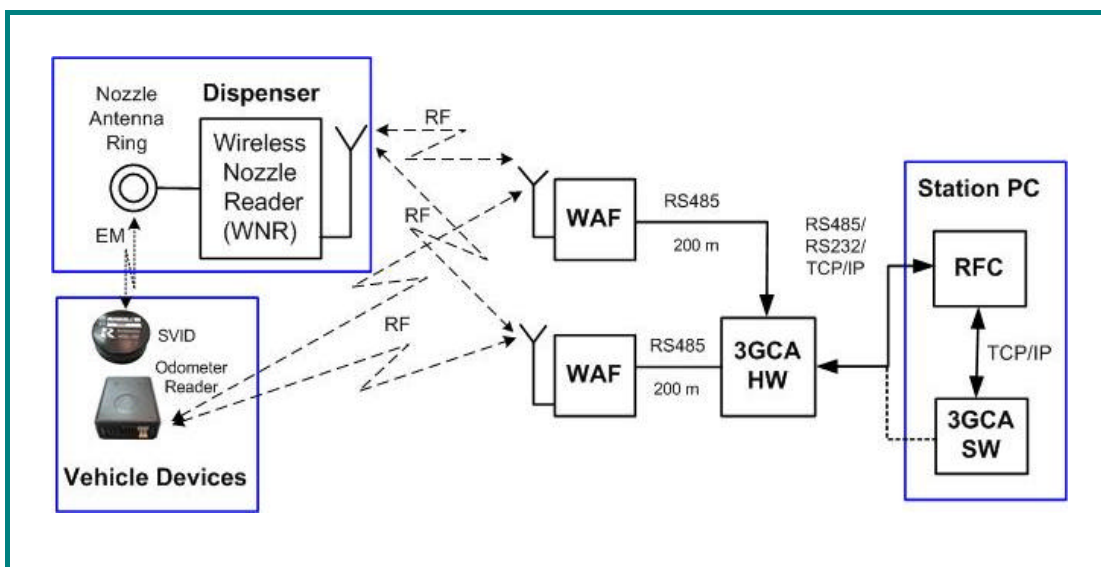 Nozzle
Antenna
Ring
Dispenser
Wireless
Nozzle
Reader
(WNR)
EM
RF
RF
RF
SVID
Odometer
Reader
Vehicle Devices
WAF
RS485
200 m
WAF
RS485
200 m
3GCA
HW
RS485/
RS232/
TCP/IP
Station PC
RFC
TCP/IP
3GCA
SW